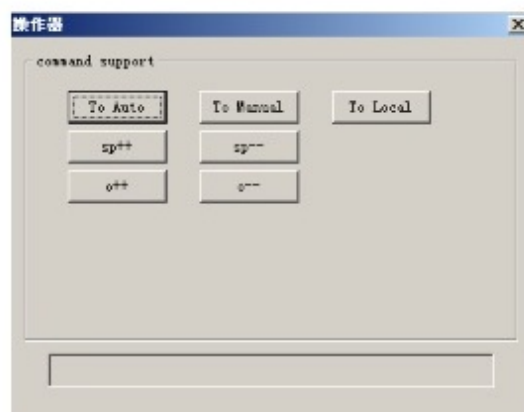 操作器
command support
To Auto To Manual To Local
sp++ sp--
o++ o--